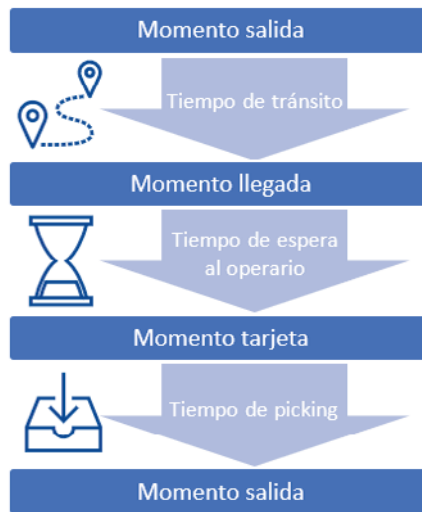 Momento salida
Tiempo de tránsito
Momento llegada
Tiempo de espera
al operario
Momento tarjeta
Tiempo de picking
Momento salida